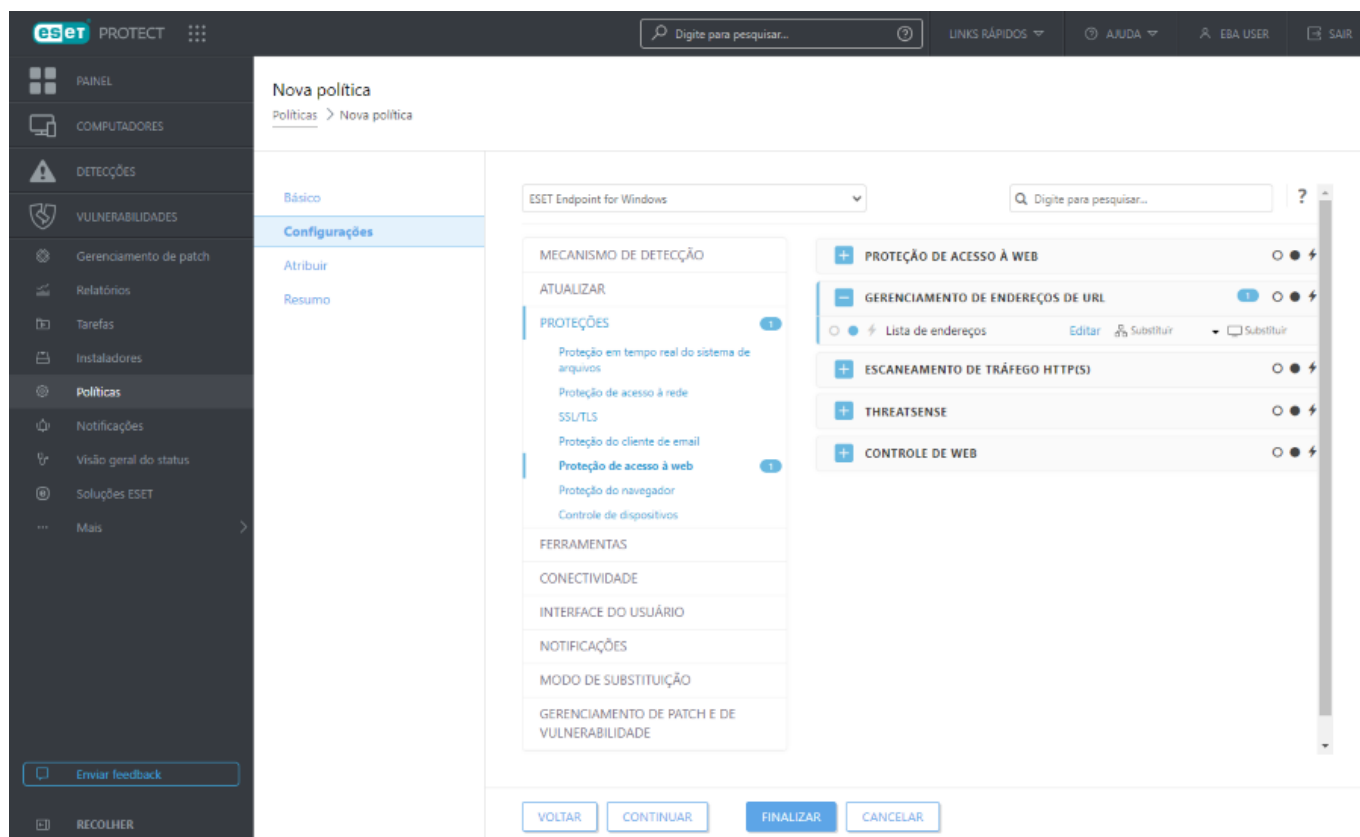 eset PROTECT
Digite para pesquisar...
LINKS RÁPIDOS
AJUDA
EBA USER
SAIR
PAINEL
COMPUTADORES
DETECÇÕES
VULNERABILIDADES
Gerenciamento de patch
Relatórios
Tarefas
Instaladores
Políticas
Notificações
Visão geral do status
Soluções ESET
Mais
Enviar feedback
RECOLHER
Nova política
Políticas > Nova política
Básico
Configurações
Atribuir
Resumo
ESET Endpoint for Windows
Digite para pesquisar...
?
MECANISMO DE DETECÇÃO
ATUALIZAR
PROTEÇÕES 1
Proteção em tempo real do sistema de
arquivos
Proteção de acesso à rede
SSL/TLS
Proteção do cliente de email
Proteção de acesso à web 1
Proteção do navegador
Controle de dispositivos
FERRAMENTAS
CONECTIVIDADE
INTERFACE DO USUÁRIO
NOTIFICAÇÕES
MODO DE SUBSTITUIÇÃO
GERENCIAMENTO DE PATCH E DE
VULNERABILIDADE
PROTEÇÃO DE ACESSO À WEB
GERENCIAMENTO DE ENDEREÇOS DE URL 1
Lista de endereços Editar Substituir Substituir
ESCANEAMENTO DE TRÁFEGO HTTP(S)
THREATSENSE
CONTROLE DE WEB
VOLTAR
CONTINUAR
FINALIZAR
CANCELAR